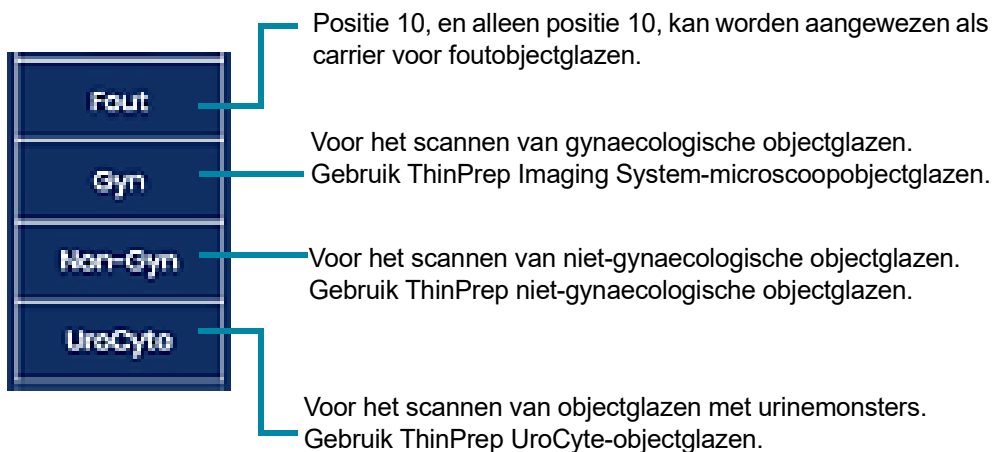 Positie 10, en alleen positie 10, kan worden aangewezen als
carrier voor foutobjectglazen.
Fout
Voor het scannen van gynaecologische objectglazen.
Gebruik ThinPrep Imaging System-microscoopobjectglazen.
Gyn
Voor het scannen van niet-gynaecologische objectglazen.
Gebruik ThinPrep niet-gynaecologische objectglazen.
Non-Gyn
UroCyte
Voor het scannen van objectglazen met urinemonsters.
Gebruik ThinPrep UroCyte-objectglazen.